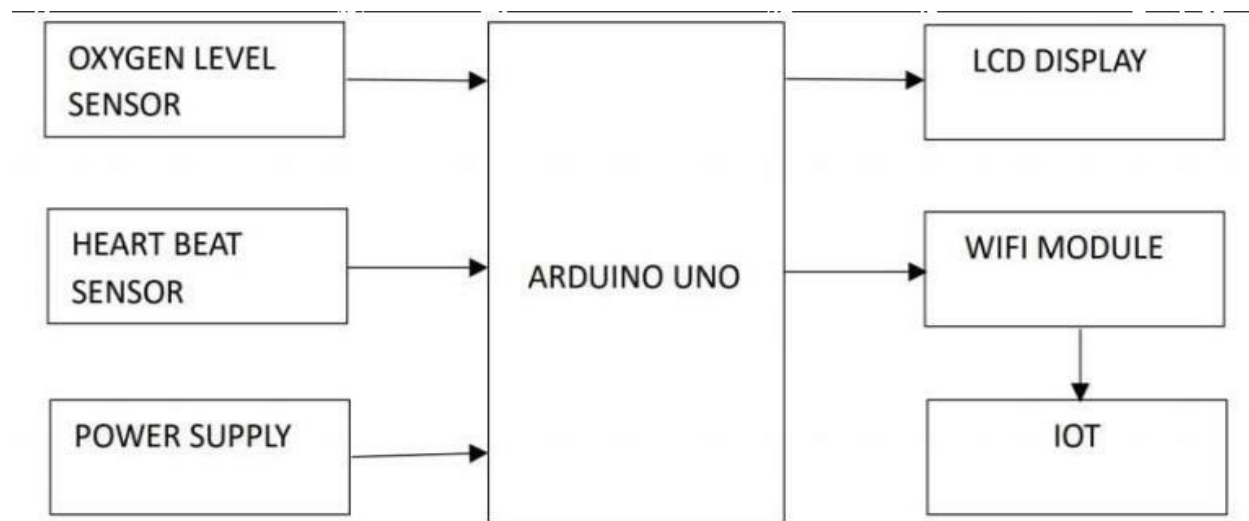 OXYGEN LEVEL
SENSOR
LCD DISPLAY
HEART BEAT
SENSOR
ARDUINO UNO
WIFI MODULE
POWER SUPPLY
IOT